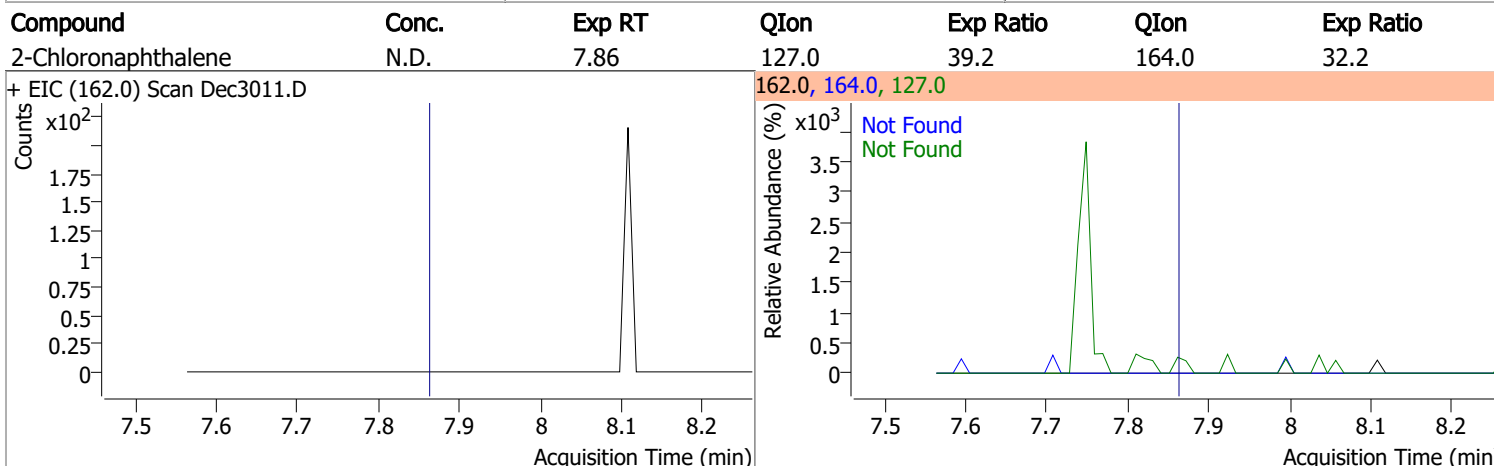 Compound Conc. Exp RT QIon Exp Ratio QIon Exp Ratio
2-Chloronaphthalene N.D. 7.86 127.0 39.2 164.0 32.2
+ EIC (162.0) Scan Dec3011.D
Counts
x10²
1.75
1.5
1.25
1
0.75
0.5
0.25
0
7.5 7.6 7.7 7.8 7.9 8 8.1 8.2
Acquisition Time (min)
162.0, 164.0, 127.0
Relative Abundance (%)
x10³
Not Found
Not Found
3.5
3
2.5
2
1.5
1
0.5
0
7.5 7.6 7.7 7.8 7.9 8 8.1 8.2
Acquisition Time (min)